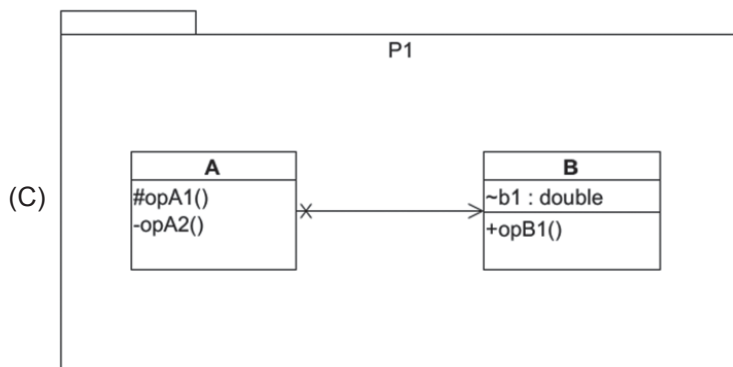 P1
(C)
A
#opA1()
-opA2()
B
~b1 : double
+opB1()